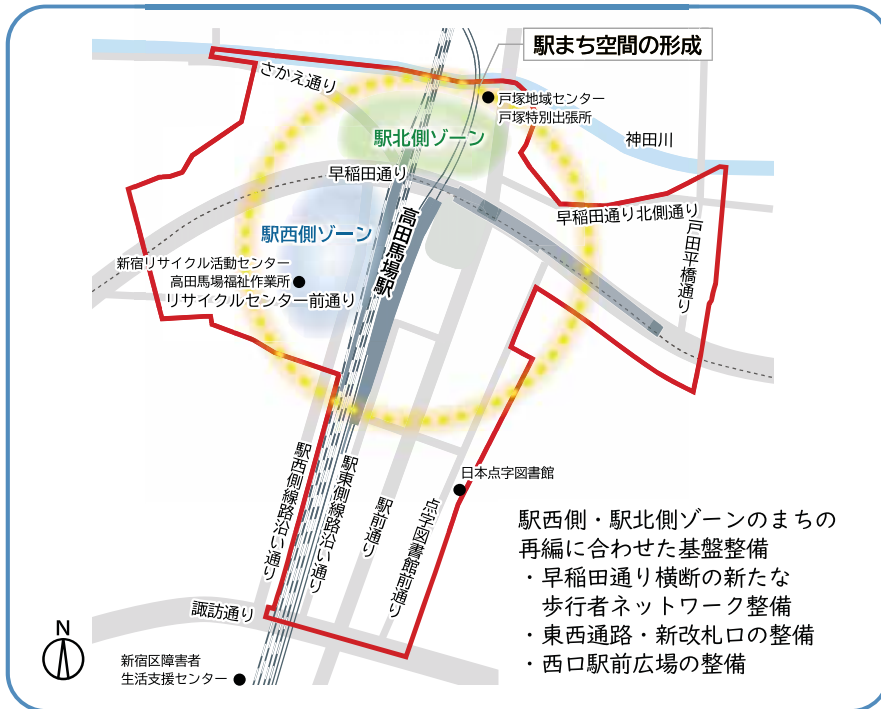 駅まち空間の形成
さかえ通り
戸塚地域センター
戸塚特別出張所
神田川
駅北側ゾーン
早稲田通り
早稲田通り北側通り
戸田平橋通り
高田馬場駅
駅西側ゾーン
新宿リサイクル活動センター
高田馬場福祉作業所
リサイクルセンター前通り
日本点字図書館
駅西側線路沿い通り
駅東側線路沿い通り
駅前通り
点字図書館前通り
諏訪通り
N
新宿区障害者
生活支援センター
駅西側・駅北側ゾーンのまちの
再編に合わせた基盤整備
・早稲田通り横断の新たな
歩行者ネットワーク整備
・東西通路・新改札口の整備
・西口駅前広場の整備